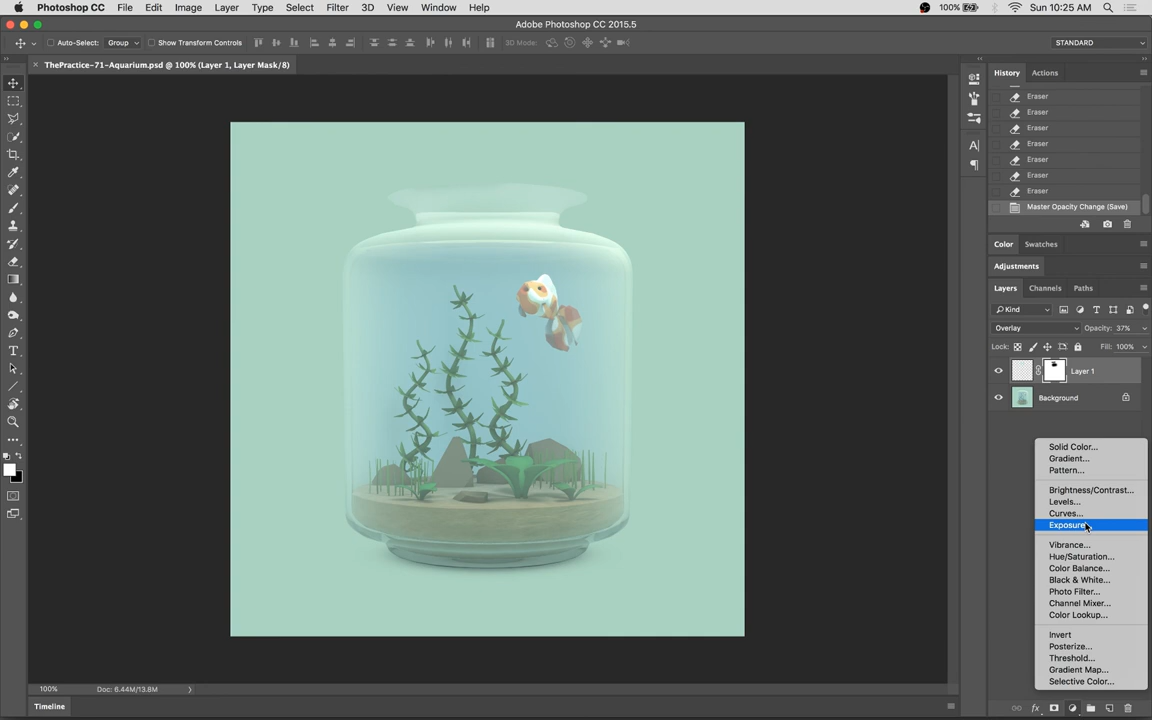 Photoshop CC File Edit Image Layer Type Select Filter 3D View Window Help 100% Sun 10:25 AM
Adobe Photoshop CC 2015.5
Auto-Select: Group Show Transform Controls 3D Mode: STANDARD
× ThePractice-71-Aquarium.psd @ 100% (Layer 1, Layer Mask/8)
History Actions
Eraser
Eraser
Eraser
Eraser
Eraser
Eraser
Eraser
Master Opacity Change (Save)
Color Swatches
Adjustments
Layers Channels Paths
Kind
Overlay Opacity: 37%
Lock: Fill: 100%
Layer 1
Background
Solid Color...
Gradient...
Pattern...
Brightness/Contrast...
Levels...
Curves...
Exposure
Vibrance...
Hue/Saturation...
Color Balance...
Black & White...
Photo Filter...
Channel Mixer...
Color Lookup...
Invert
Posterize...
Threshold...
Gradient Map...
Selective Color...
100% Doc: 6.44M/13.8M
Timeline